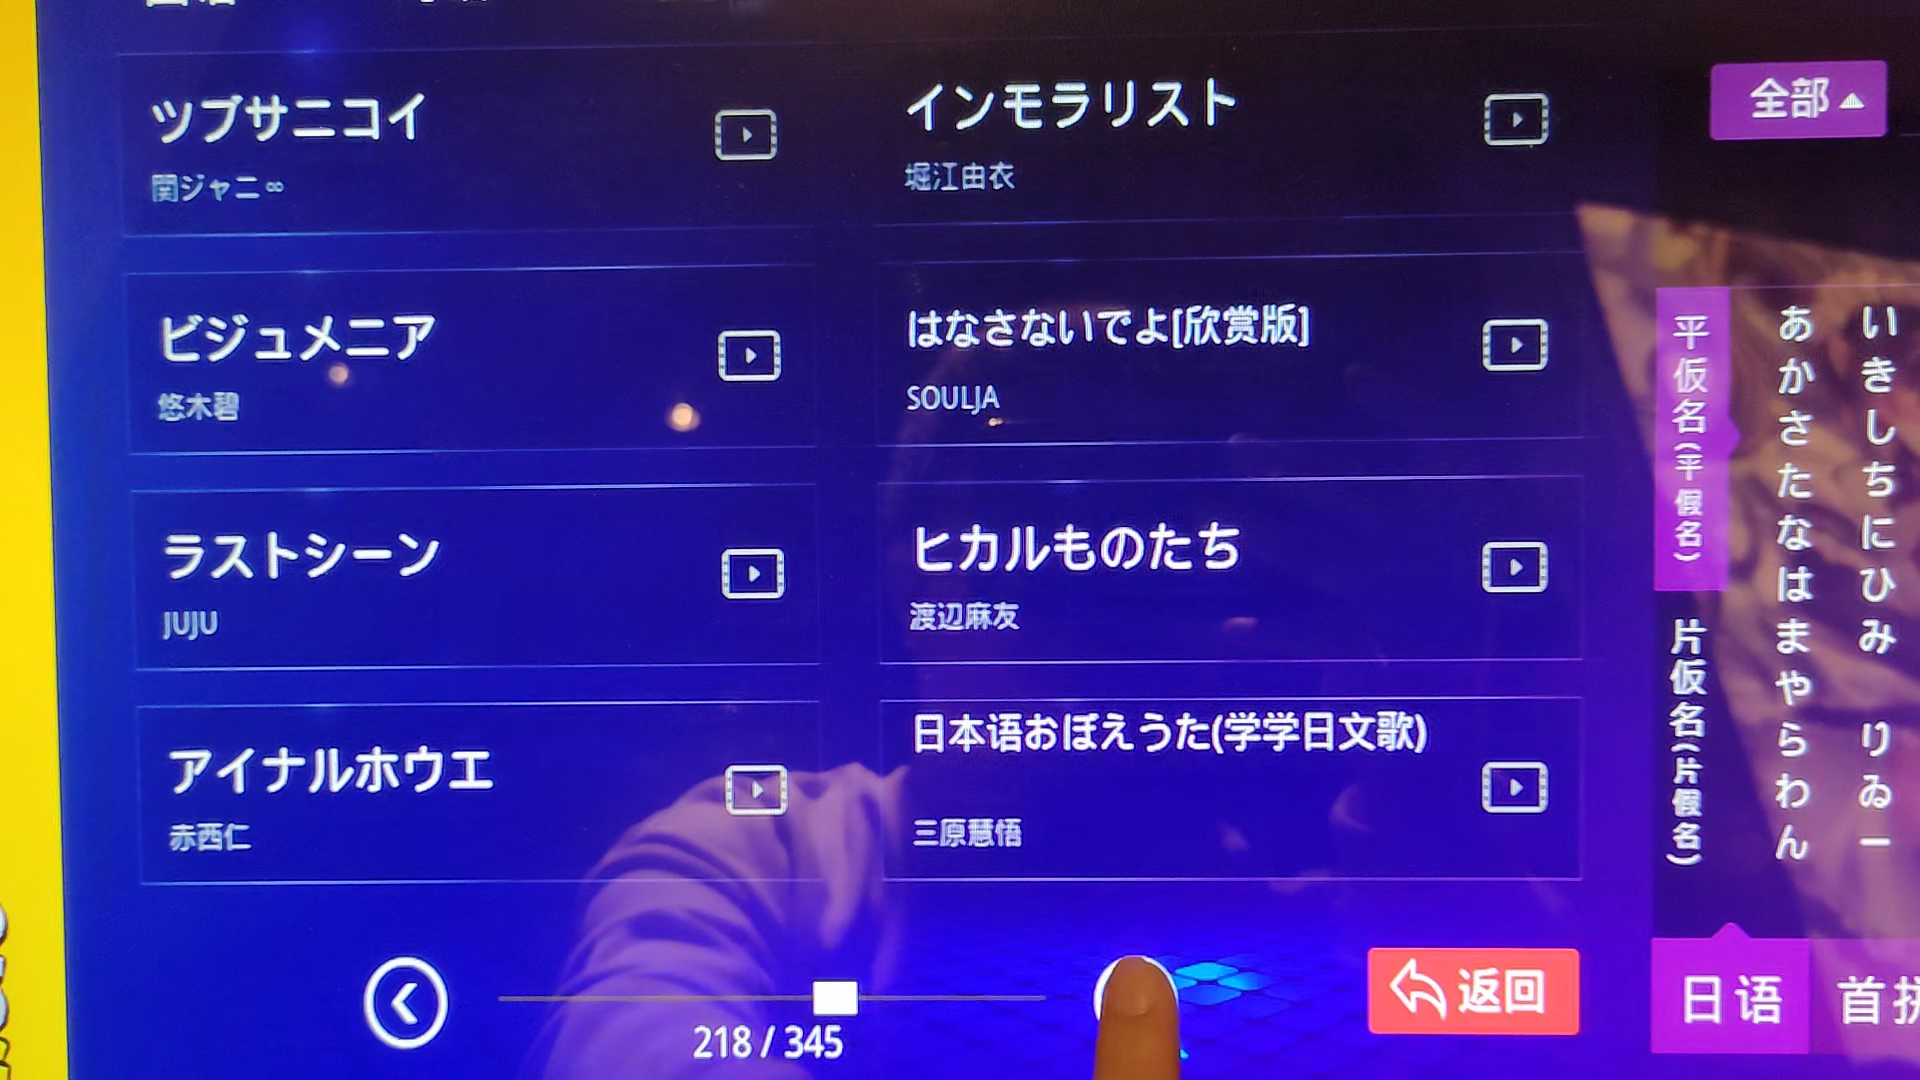 全部
ツブサニコイ
関ジャニ∞
インモラリスト
堀江由衣
ビジュメニア
悠木碧
はなさないでよ[欣赏版]
SOULJA
ラストシーン
JUJU
ヒカルものたち
渡辺麻友
アイナルホウエ
赤西仁
日本语おぼえうた(学学日文歌)
三原慧悟
218 / 345
返回
平仮名(平假名)
片仮名(片假名)
あかさたなはまやらわん
いきしちにひみ りゐー
日语
首拼